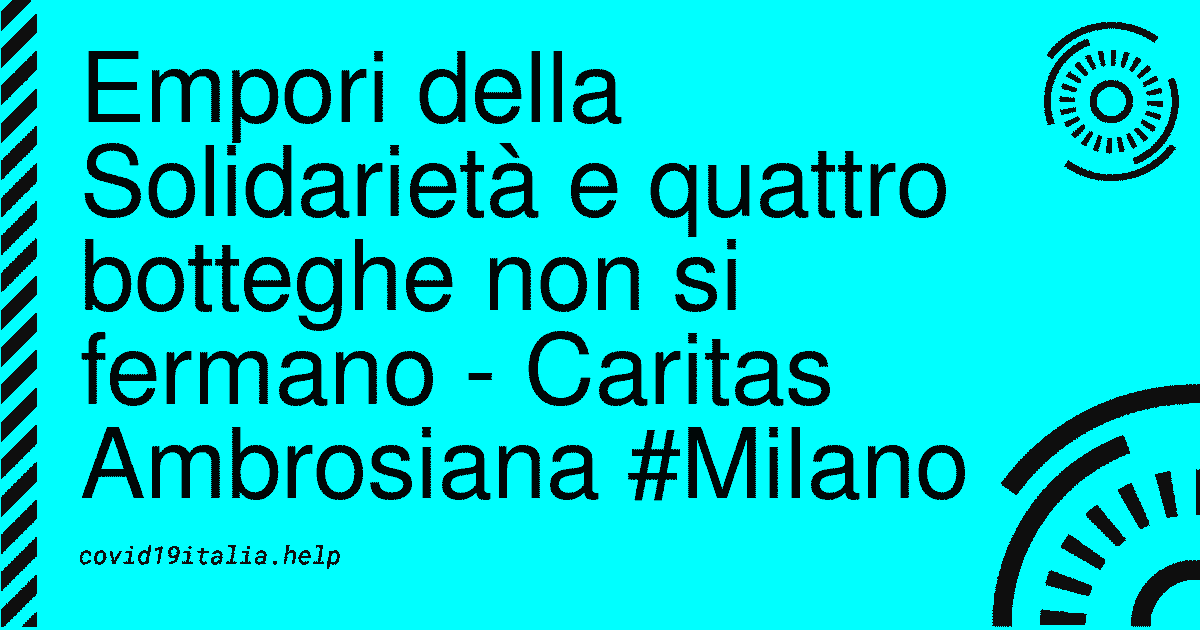 Empori della
Solidarietà e quattro
botteghe non si
fermano - Caritas
Ambrosiana #Milano
covid19italia.help